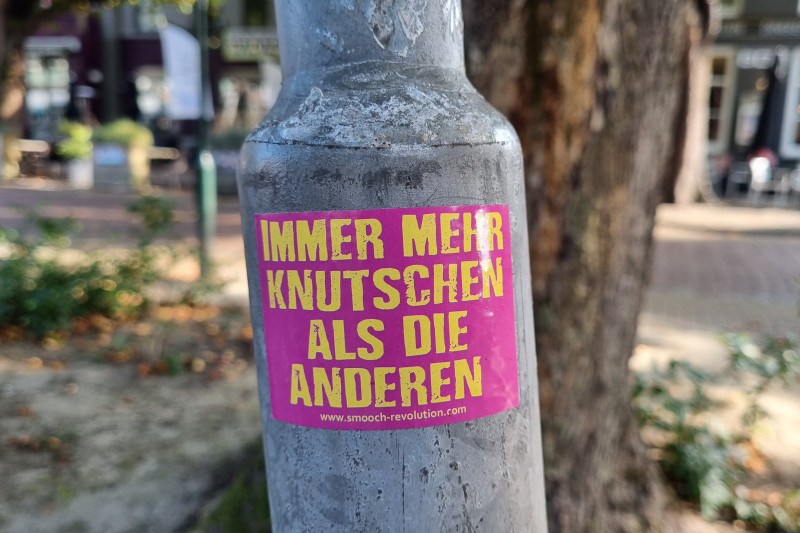 IMMER MEHR
KNUTSCHEN
ALS DIE
ANDEREN
www.smooch-revolution.com